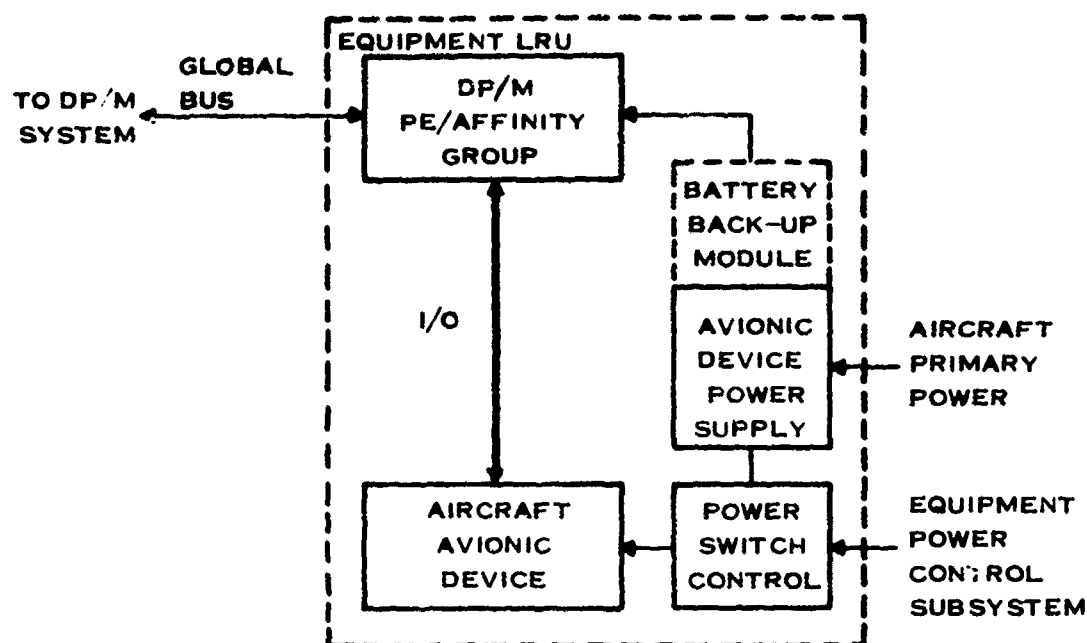 EQUIPMENT LRU
GLOBAL
BUS
TO DP/M
SYSTEM
DP/M
PE/AFFINITY
GROUP
BATTERY
BACK-UP
MODULE
I/O
AVIONIC
DEVICE
POWER
SUPPLY
AIRCRAFT
PRIMARY
POWER
AIRCRAFT
AVIONIC
DEVICE
POWER
SWITCH
CONTROL
EQUIPMENT
POWER
CONTROL
SUBSYSTEM